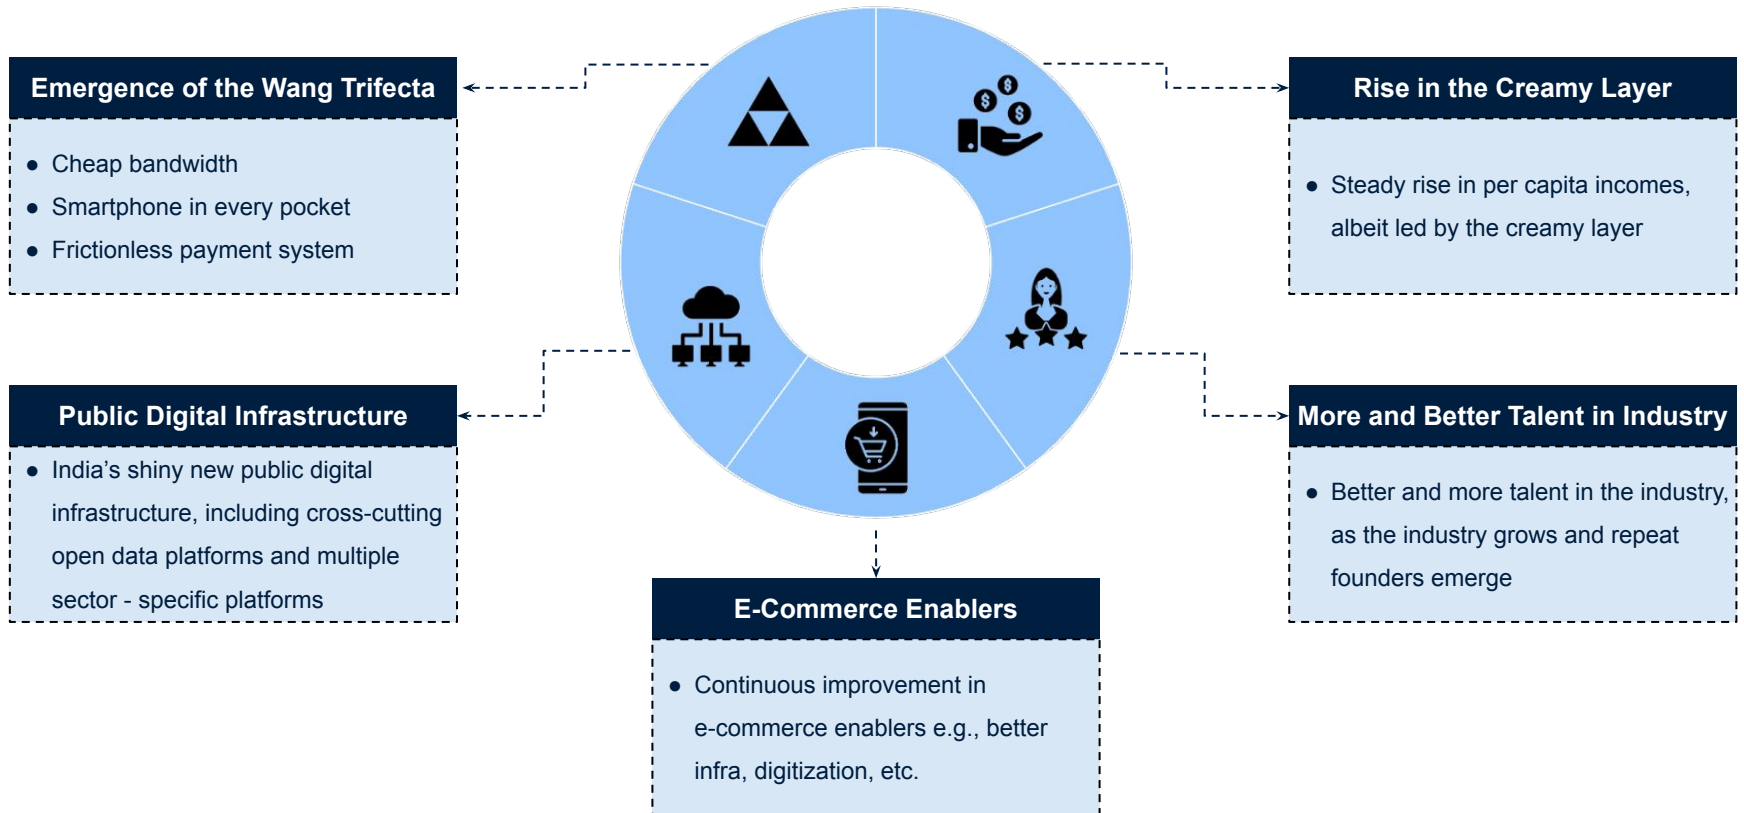 Emergence of the Wang Trifecta
● Cheap bandwidth
● Smartphone in every pocket
● Frictionless payment system
Rise in the Creamy Layer
● Steady rise in per capita incomes,
albeit led by the creamy layer
Public Digital Infrastructure
● India’s shiny new public digital
infrastructure, including cross-cutting
open data platforms and multiple
sector - specific platforms
More and Better Talent in Industry
● Better and more talent in the industry,
as the industry grows and repeat
founders emerge
E-Commerce Enablers
● Continuous improvement in
e-commerce enablers e.g., better
infra, digitization, etc.